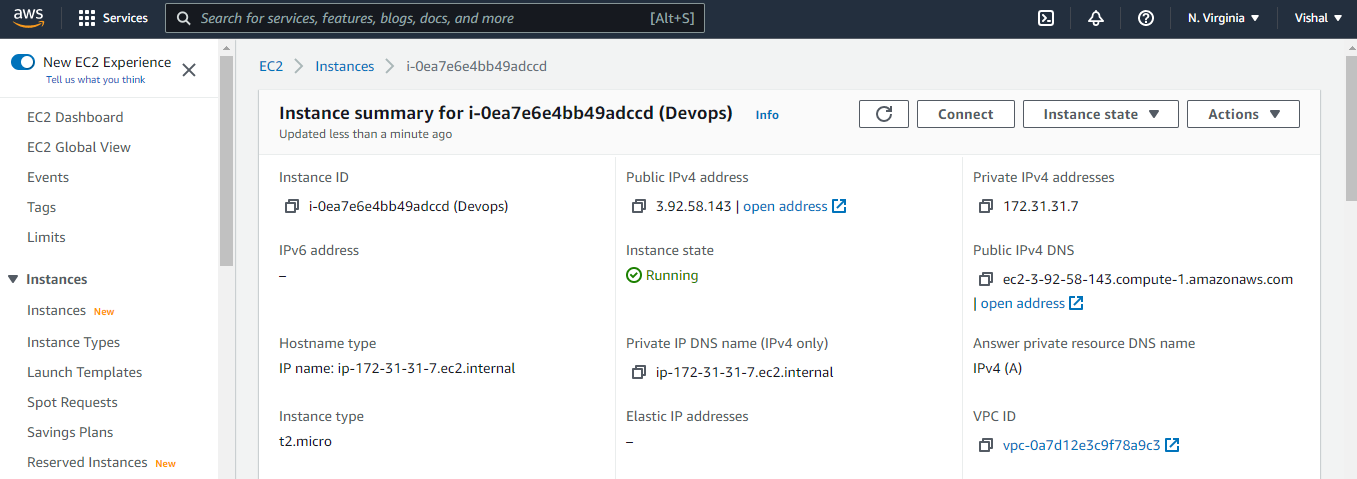 aws
Services
Search for services, features, blogs, docs, and more [Alt+S]
N. Virginia
Vishal
New EC2 Experience
Tell us what you think
EC2 Dashboard
EC2 Global View
Events
Tags
Limits
Instances
Instances New
Instance Types
Launch Templates
Spot Requests
Savings Plans
Reserved Instances New
EC2 Instances i-0ea7e6e4bb49adccd
Instance summary for i-0ea7e6e4bb49adccd (Devops) Info
Updated less than a minute ago
Connect
Instance state
Actions
Instance ID
i-0ea7e6e4bb49adccd (Devops)
Public IPv4 address
3.92.58.143 | open address
Private IPv4 addresses
172.31.31.7
IPv6 address
–
Instance state
Running
Public IPv4 DNS
ec2-3-92-58-143.compute-1.amazonaws.com
| open address
Hostname type
IP name: ip-172-31-31-7.ec2.internal
Private IP DNS name (IPv4 only)
ip-172-31-31-7.ec2.internal
Answer private resource DNS name
IPv4 (A)
Instance type
t2.micro
Elastic IP addresses
–
VPC ID
vpc-0a7d12e3c9f78a9c3